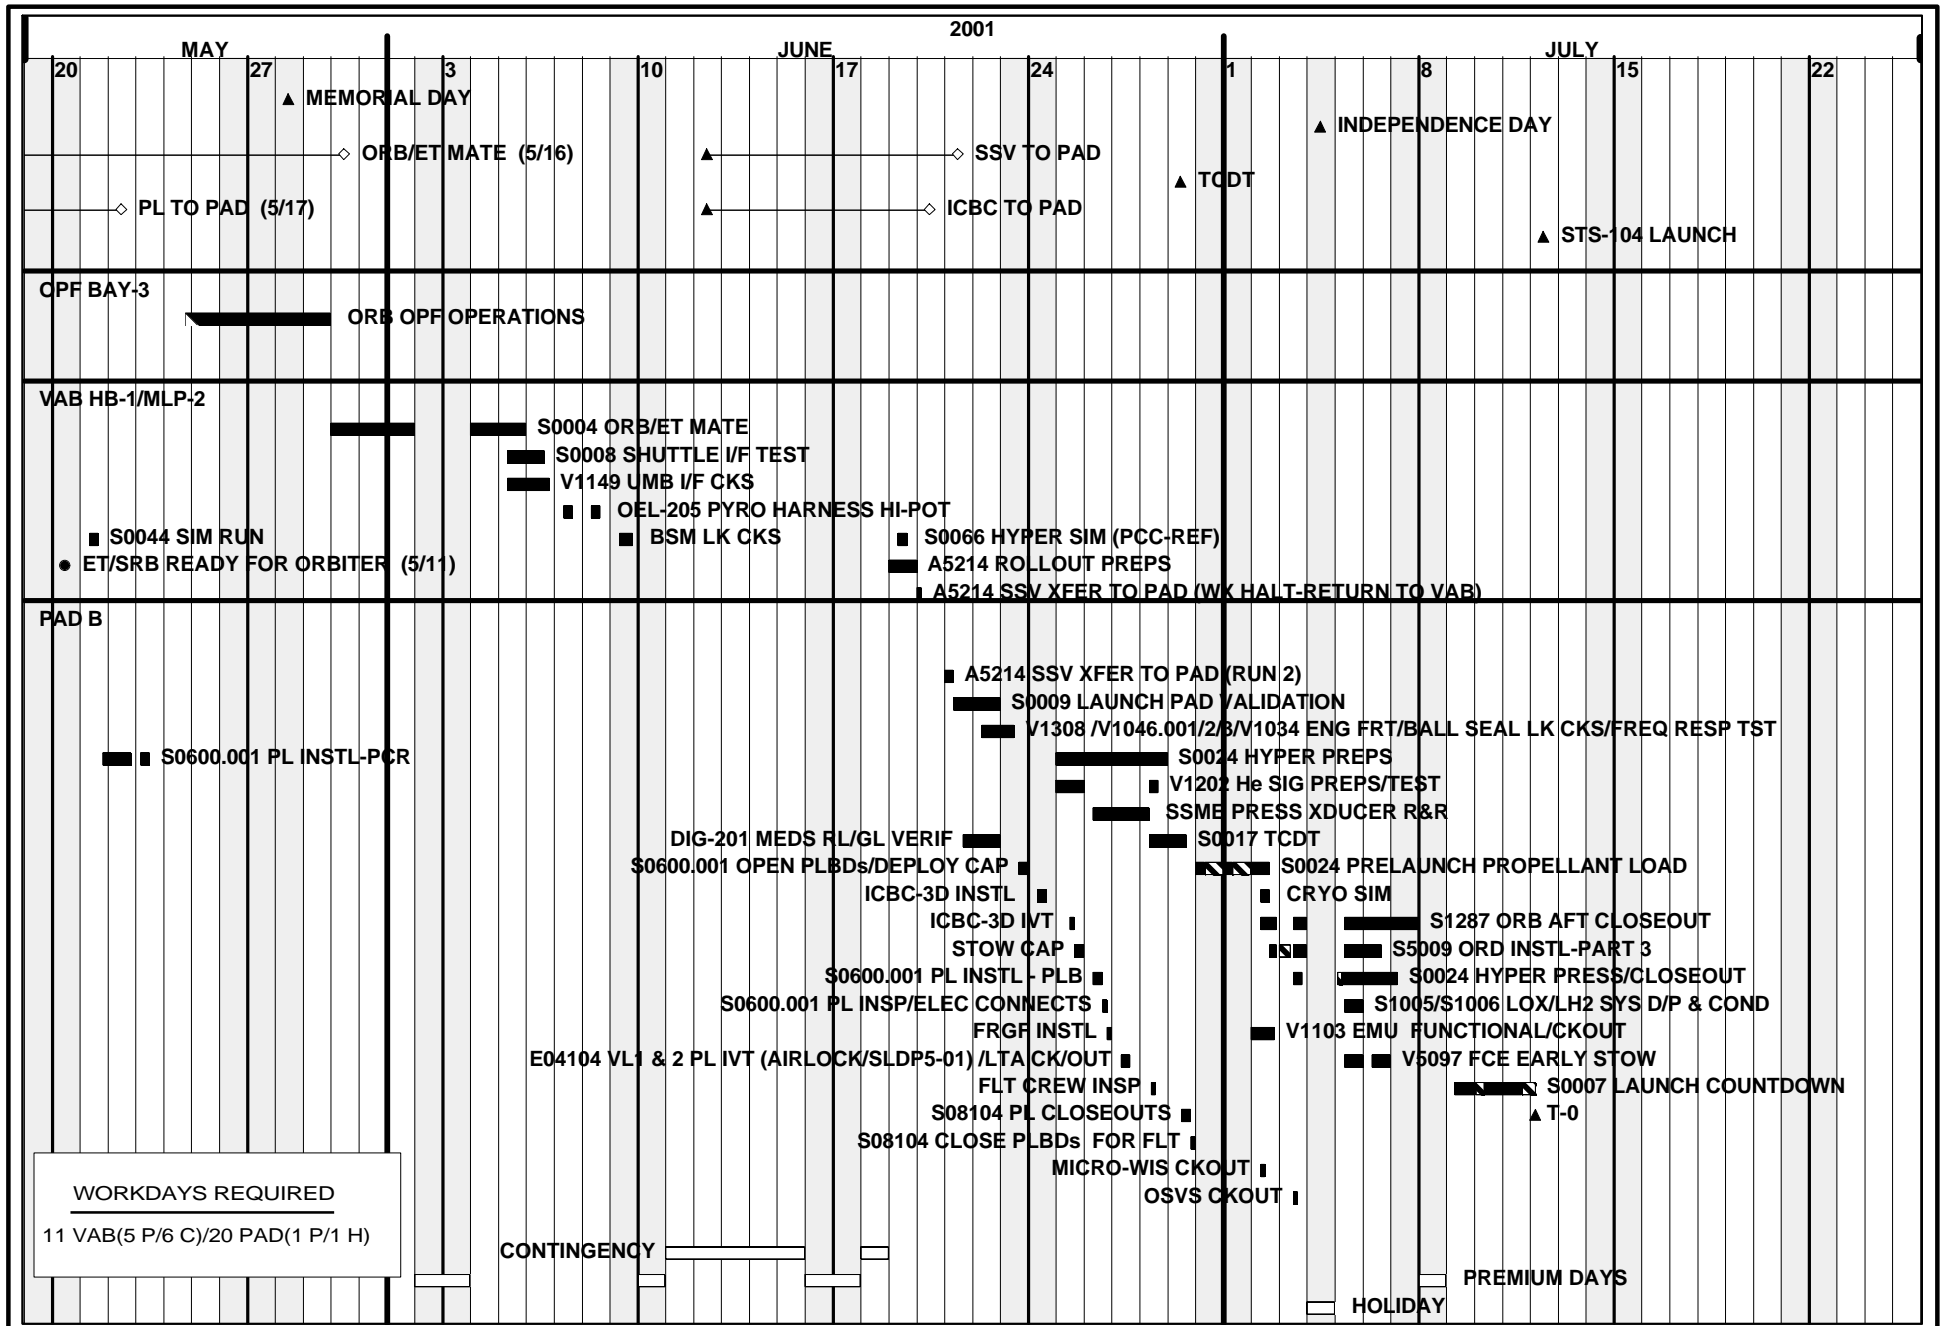 2001
MAY JUNE JULY
20 27 3 10 17 24 1 8 15 22
MEMORIAL DAY
INDEPENDENCE DAY
ORB/ET MATE (5/16) SSV TO PAD
TCDT
PL TO PAD (5/17) ICBC TO PAD
STS-104 LAUNCH
OPF BAY-3
ORB OPF OPERATIONS
VAB HB-1/MLP-2
S0004 ORB/ET MATE
S0008 SHUTTLE I/F TEST
V1149 UMB I/F CKS
OEL-205 PYRO HARNESS HI-POT
S0044 SIM RUN BSM LK CKS S0066 HYPER SIM (PCC-REF)
ET/SRB READY FOR ORBITER (5/11) A5214 ROLLOUT PREPS
A5214 SSV XFER TO PAD (WX HALT-RETURN TO VAB)
PAD B
A5214 SSV XFER TO PAD (RUN 2)
S0009 LAUNCH PAD VALIDATION
V1308 /V1046.001/2/3/V1034 ENG FRT/BALL SEAL LK CKS/FREQ RESP TST
S0600.001 PL INSTL-PCR S0024 HYPER PREPS
V1202 He SIG PREPS/TEST
SSME PRESS XDUCER R&R
DIG-201 MEDS RL/GL VERIF S0017 TCDT
S0600.001 OPEN PLBDs/DEPLOY CAP S0024 PRELAUNCH PROPELLANT LOAD
ICBC-3D INSTL CRYO SIM
ICBC-3D IVT S1287 ORB AFT CLOSEOUT
STOW CAP S5009 ORD INSTL-PART 3
S0600.001 PL INSTL - PLB S0024 HYPER PRESS/CLOSEOUT
S0600.001 PL INSP/ELEC CONNECTS S1005/S1006 LOX/LH2 SYS D/P & COND
FRGF INSTL V1103 EMU FUNCTIONAL/CKOUT
E04104 VL1 & 2 PL IVT (AIRLOCK/SLDP5-01) /LTA CK/OUT V5097 FCE EARLY STOW
FLT CREW INSP S0007 LAUNCH COUNTDOWN
S08104 PL CLOSEOUTS T-0
S08104 CLOSE PLBDs FOR FLT
MICRO-WIS CKOUT
OSVS CKOUT
WORKDAYS REQUIRED
11 VAB(5 P/6 C)/20 PAD(1 P/1 H)
CONTINGENCY
PREMIUM DAYS
HOLIDAY